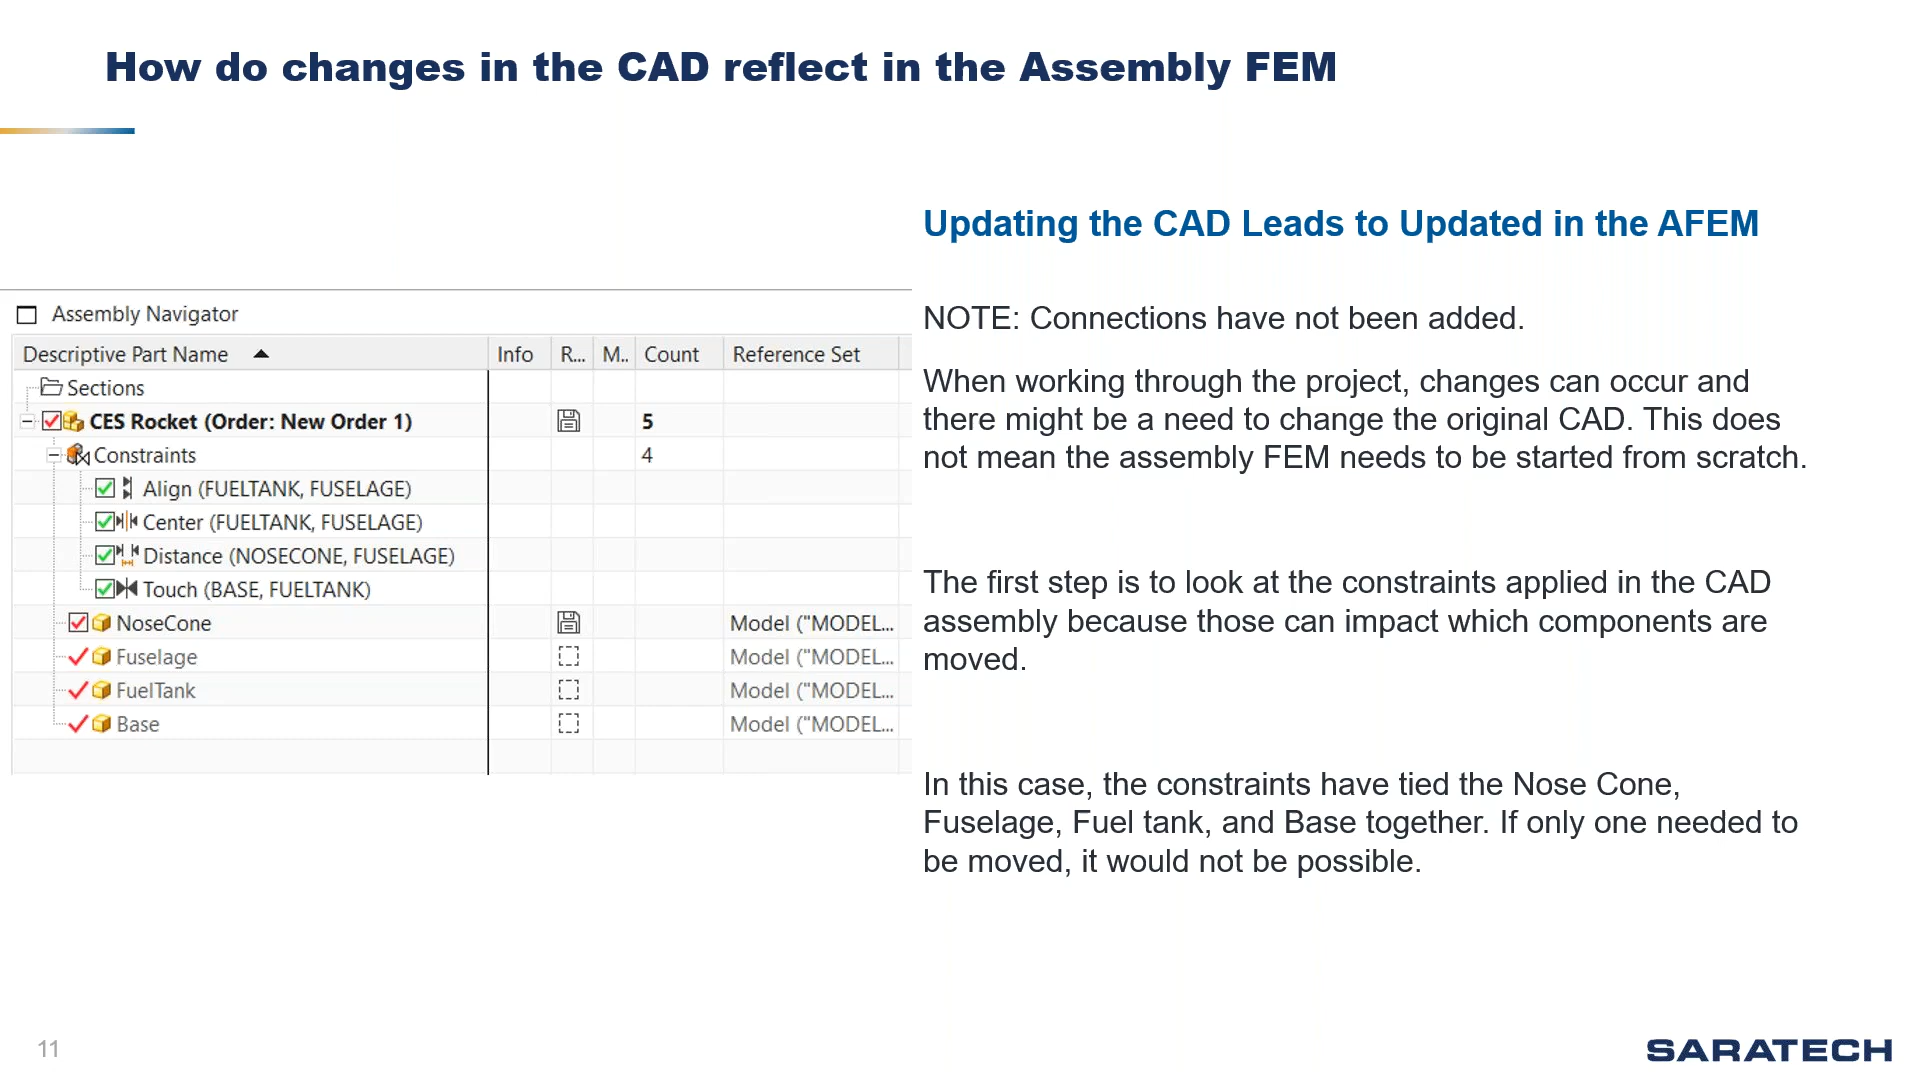 How do changes in the CAD reflect in the Assembly FEM
Updating the CAD Leads to Updated in the AFEM
Assembly Navigator
Descriptive Part Name Info R... M.. Count Reference Set
Sections
CES Rocket (Order: New Order 1) 5
Constraints 4
Align (FUELTANK, FUSELAGE)
Center (FUELTANK, FUSELAGE)
Distance (NOSECONE, FUSELAGE)
Touch (BASE, FUELTANK)
NoseCone Model ("MODEL...
Fuselage Model ("MODEL...
FuelTank Model ("MODEL...
Base Model ("MODEL...
NOTE: Connections have not been added.
When working through the project, changes can occur and
there might be a need to change the original CAD. This does
not mean the assembly FEM needs to be started from scratch.
The first step is to look at the constraints applied in the CAD
assembly because those can impact which components are
moved.
In this case, the constraints have tied the Nose Cone,
Fuselage, Fuel tank, and Base together. If only one needed to
be moved, it would not be possible.
11
SARATECH